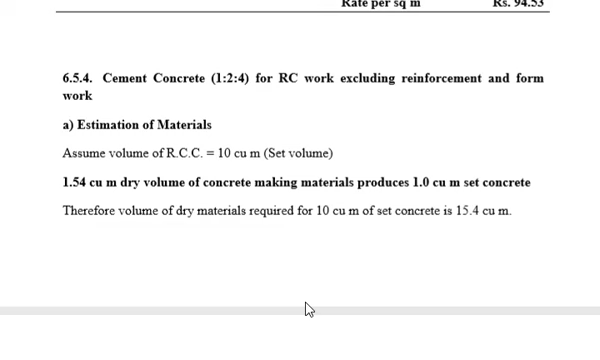 Rate per sq m Rs. 94.53
6.5.4. Cement Concrete (1:2:4) for RC work excluding reinforcement and form
work
a) Estimation of Materials
Assume volume of R.C.C. = 10 cu m (Set volume)
1.54 cu m dry volume of concrete making materials produces 1.0 cu m set concrete
Therefore volume of dry materials required for 10 cu m of set concrete is 15.4 cu m.